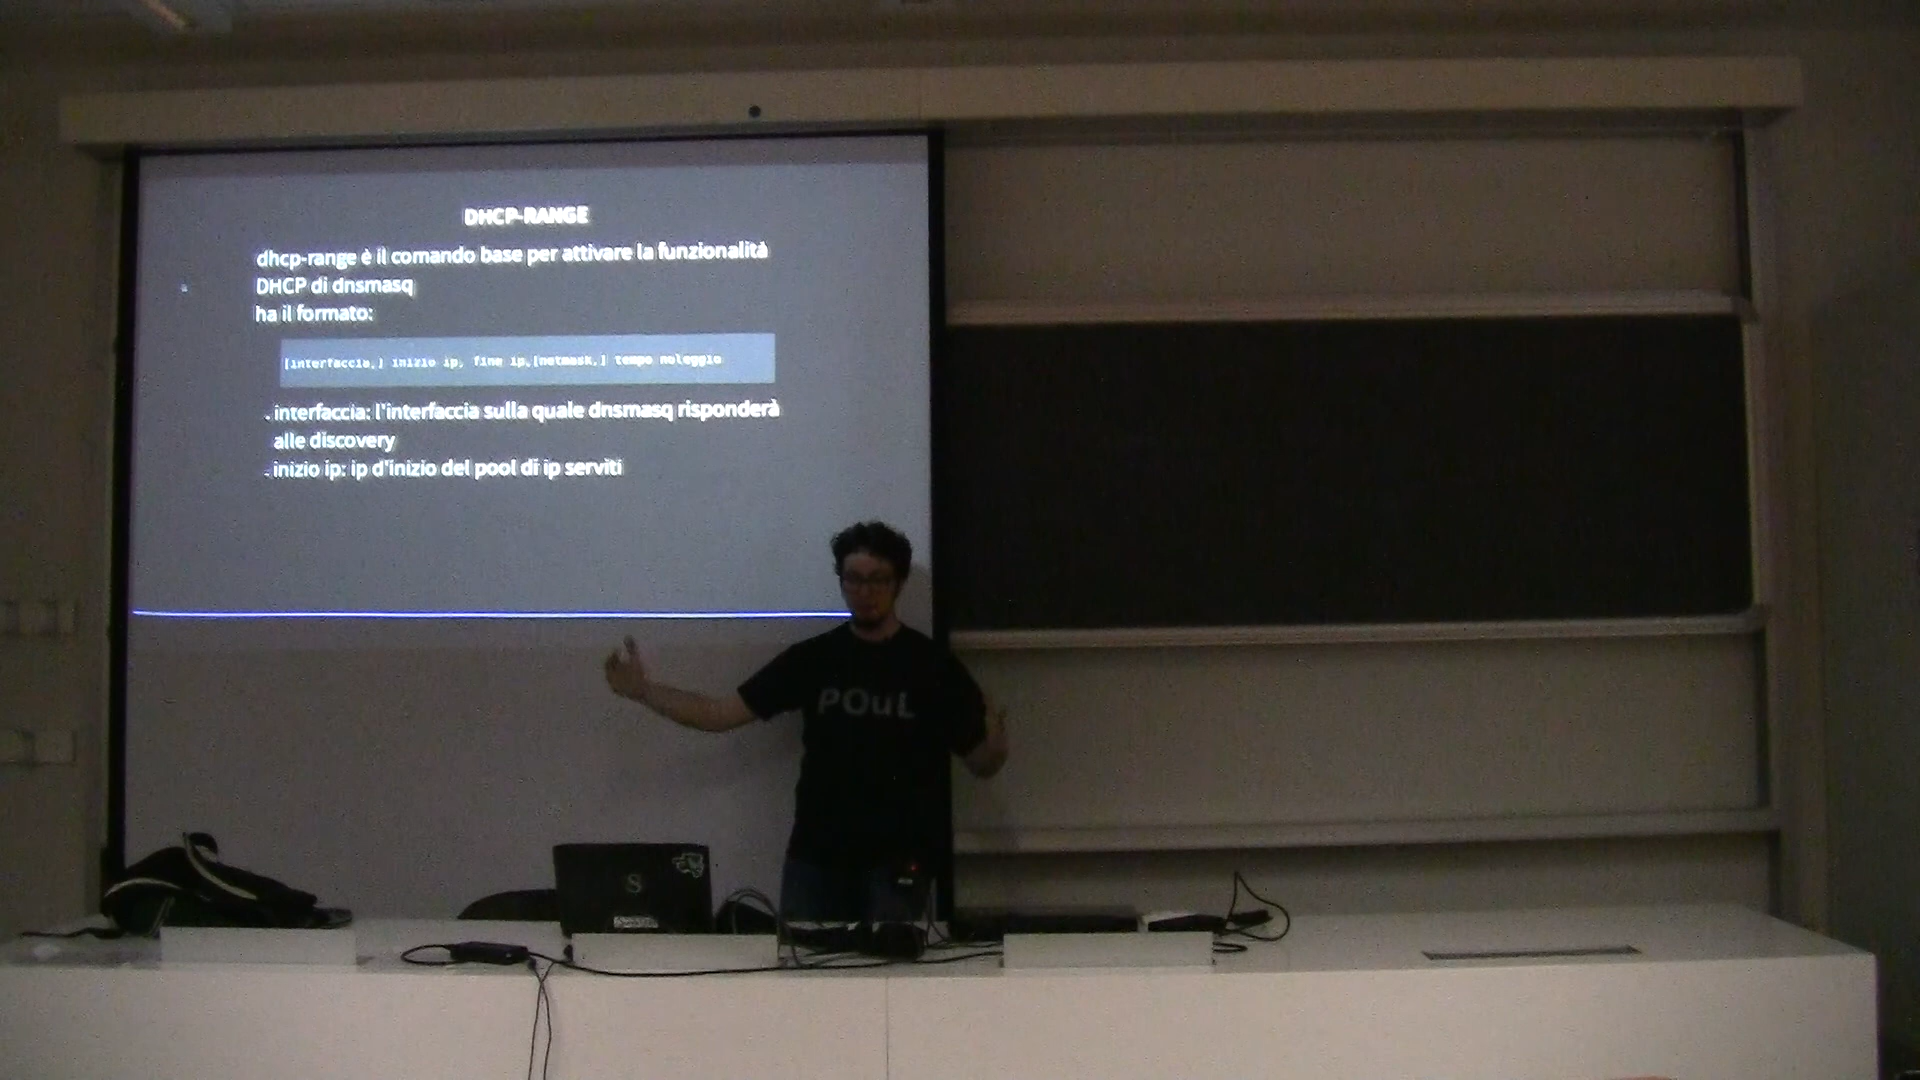 DHCP-RANGE
dhcp-range è il comando base per attivare la funzionalità
DHCP di dnsmasq
ha il formato:
[interfaccia,] inizio ip, fine ip,[netmask,] tempo noleggio
- interfaccia: l'interfaccia sulla quale dnsmasq risponderà
alle discovery
- inizio ip: ip d'inizio del pool di ip serviti
POuL
S